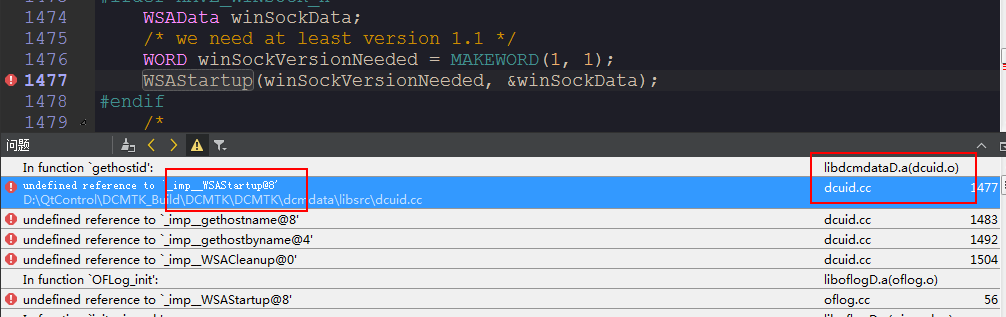 1474 WSAData winSockData;
1475 /* we need at least version 1.1 */
1476 WORD winSockVersionNeeded = MAKEWORD(1, 1);
1477 WSAStartup(winSockVersionNeeded, &winSockData);
1478 #endif
1479 /*
问题
In function `gethostid': libdcmdataD.a(dcuid.o)
undefined reference to `_imp__WSAStartup@8' dcuid.cc 1477
D:\QtControl\DCMTK_Build\DCMTK\DCMTK\dcmdata\libsrc\dcuid.cc
undefined reference to `_imp__gethostname@8' dcuid.cc 1483
undefined reference to `_imp__gethostbyname@4' dcuid.cc 1492
undefined reference to `_imp__WSACleanup@0' dcuid.cc 1504
In function `OFLog_init': liboflogD.a(oflog.o)
undefined reference to `_imp__WSAStartup@8' oflog.cc 56